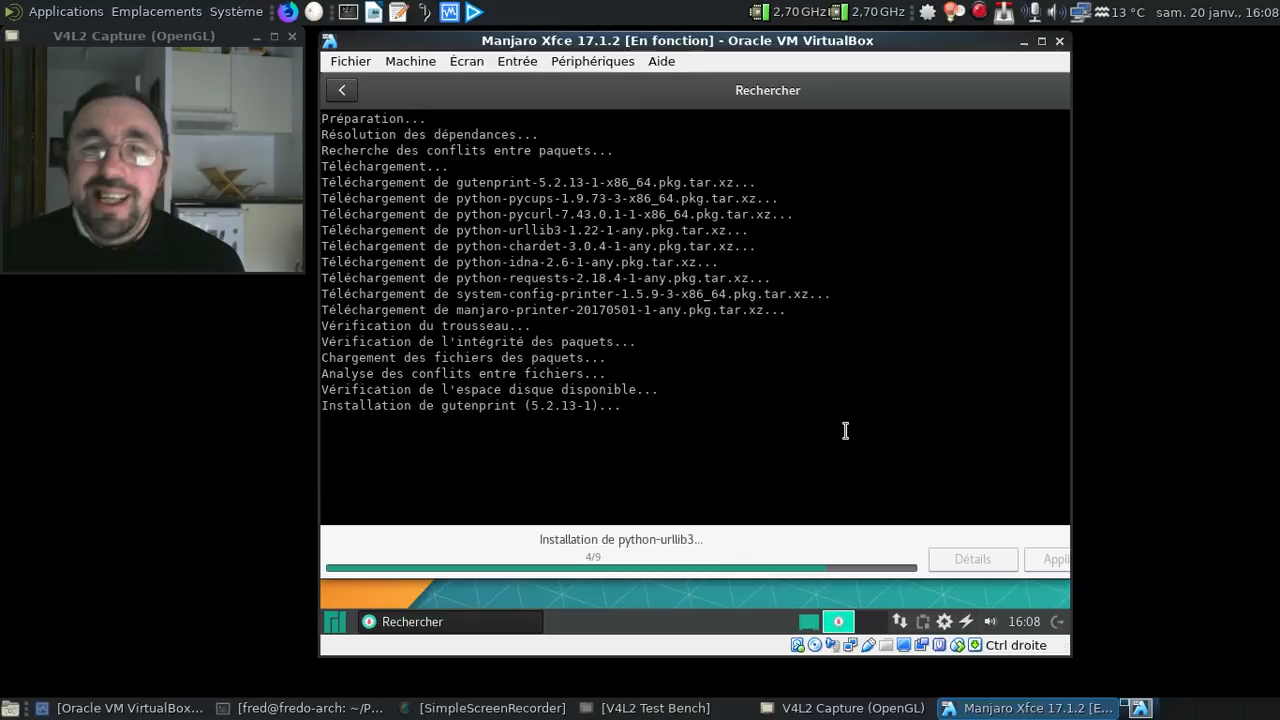 Applications Emplacements Système
2,70 GHz 2,70 GHz 13 °C sam. 20 janv., 16:08
V4L2 Capture (OpenGL)
Manjaro Xfce 17.1.2 [En fonction] - Oracle VM VirtualBox
Fichier Machine Écran Entrée Périphériques Aide
Rechercher
Préparation...
Résolution des dépendances...
Recherche des conflits entre paquets...
Téléchargement...
Téléchargement de gutenprint-5.2.13-1-x86_64.pkg.tar.xz...
Téléchargement de python-pycups-1.9.73-3-x86_64.pkg.tar.xz...
Téléchargement de python-pycurl-7.43.0.1-1-x86_64.pkg.tar.xz...
Téléchargement de python-urllib3-1.22-1-any.pkg.tar.xz...
Téléchargement de python-chardet-3.0.4-1-any.pkg.tar.xz...
Téléchargement de python-idna-2.6-1-any.pkg.tar.xz...
Téléchargement de python-requests-2.18.4-1-any.pkg.tar.xz...
Téléchargement de system-config-printer-1.5.9-3-x86_64.pkg.tar.xz...
Téléchargement de manjaro-printer-20170501-1-any.pkg.tar.xz...
Vérification du trousseau...
Vérification de l'intégrité des paquets...
Chargement des fichiers des paquets...
Analyse des conflits entre fichiers...
Vérification de l'espace disque disponible...
Installation de gutenprint (5.2.13-1)...
Installation de python-urllib3...
4/9
Détails Appli
Rechercher 16:08
Ctrl droite
[Oracle VM VirtualBox... [fred@fredo-arch: ~/P... [SimpleScreenRecorder] [V4L2 Test Bench] V4L2 Capture (OpenGL) Manjaro Xfce 17.1.2 [E...